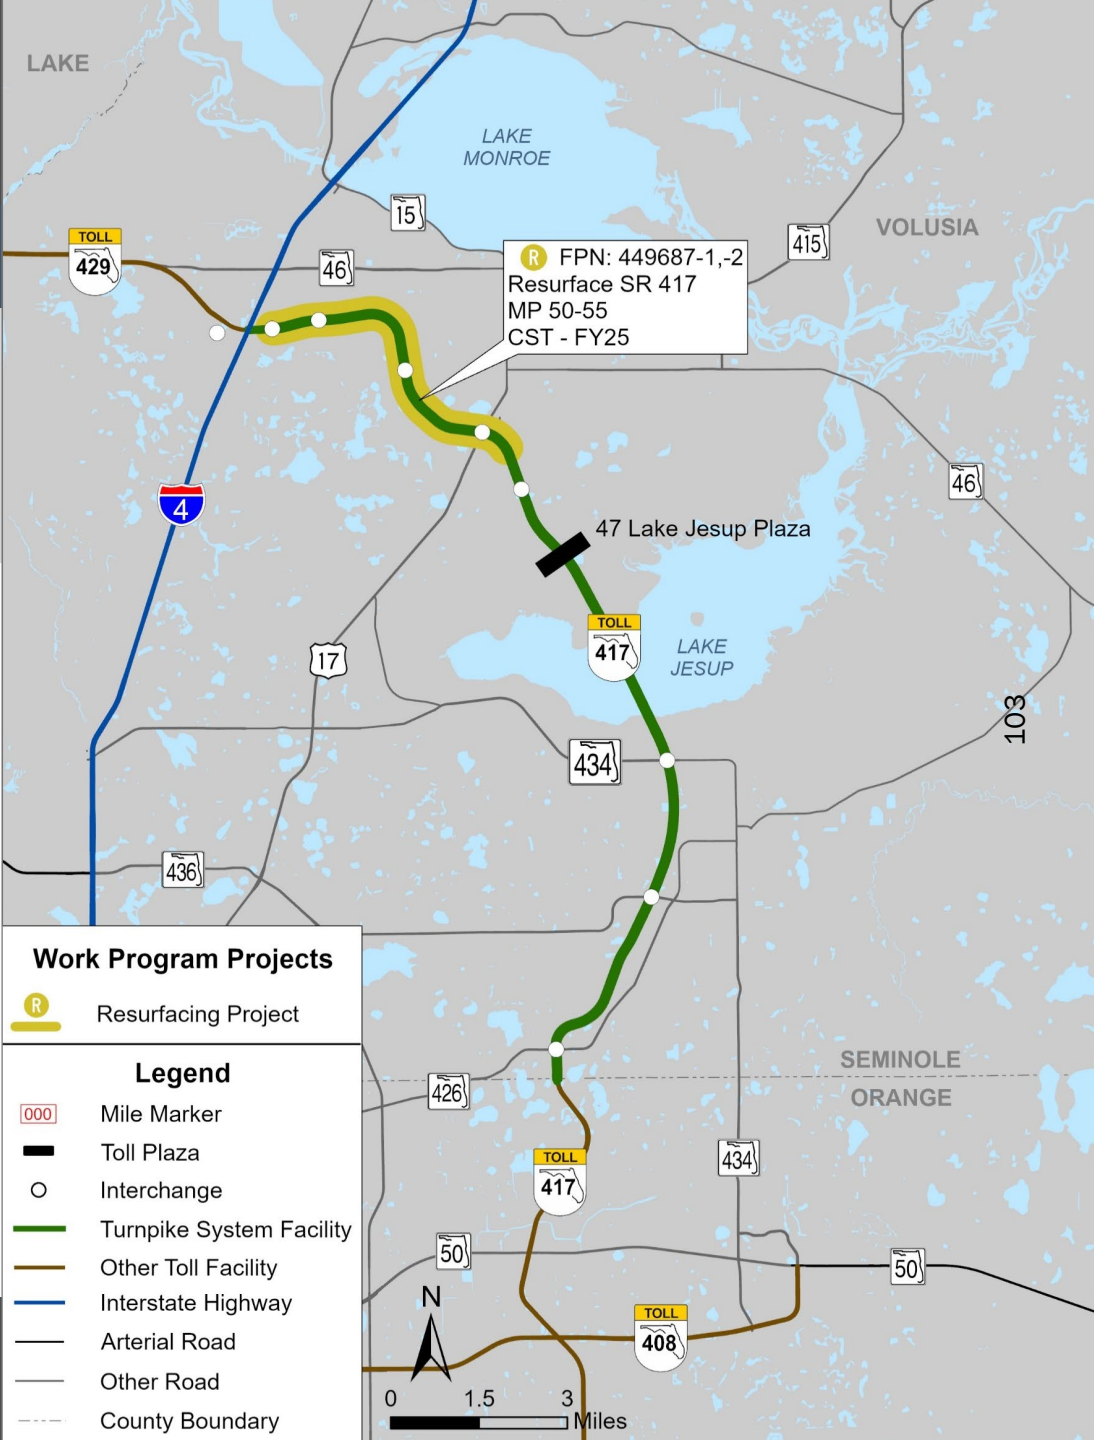 LAKE
LAKE
MONROE
15
VOLUSIA
415
TOLL
429
46
R FPN: 449687-1,-2
Resurface SR 417
MP 50-55
CST - FY25
46
4
47 Lake Jesup Plaza
TOLL
417
LAKE
JESUP
17
103
434
436
Work Program Projects
R Resurfacing Project
Legend
000 Mile Marker
Toll Plaza
Interchange
Turnpike System Facility
Other Toll Facility
Interstate Highway
Arterial Road
Other Road
County Boundary
SEMINOLE
ORANGE
426
434
TOLL
417
50
50
N
TOLL
408
0 1.5 3
Miles